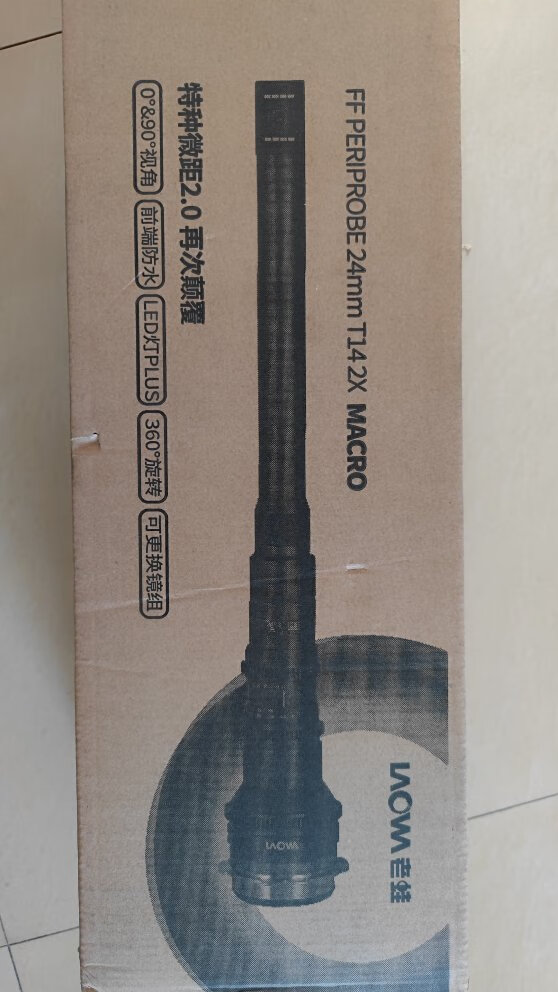 FF PERIPROBE 24mm T14 2X MACRO
特种微距2.0 再次颠覆
0°&90°视角 前端防水 LED灯PLUS 360°旋转 可更换镜组
LAOWA 老蛙
LAOWA